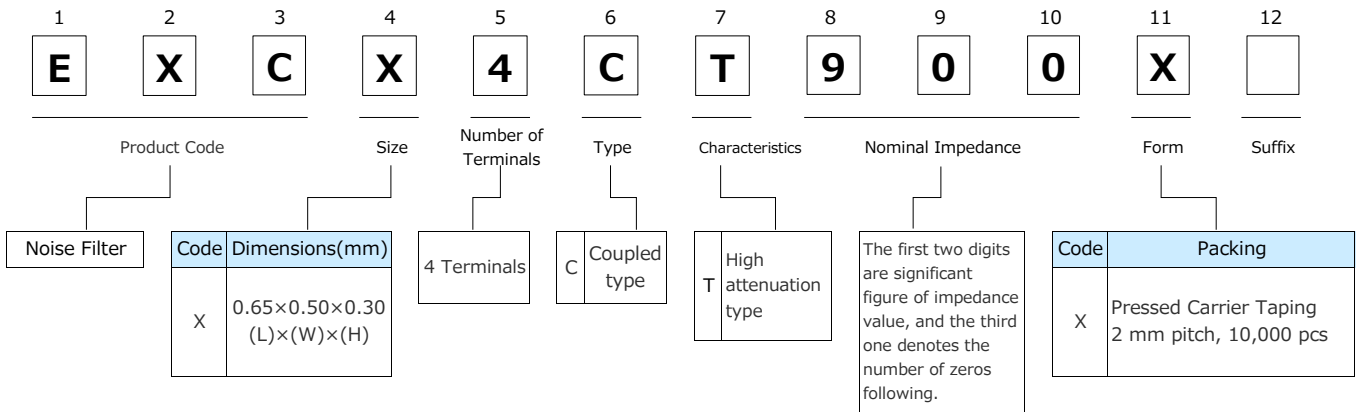 1 2 3 4 5 6 7 8 9 10 11 12
E X C X 4 C T 9 0 0 X
Product Code
Size
Number of
Terminals
Type
Characteristics
Nominal Impedance
Form
Suffix
Noise Filter
Code Dimensions(mm)
X 0.65×0.50×0.30
(L)×(W)×(H)
4 Terminals
C Coupled
type
T High
attenuation
type
The first two digits
are significant
figure of impedance
value, and the third
one denotes the
number of zeros
following.
Code Packing
X Pressed Carrier Taping
2 mm pitch, 10,000 pcs